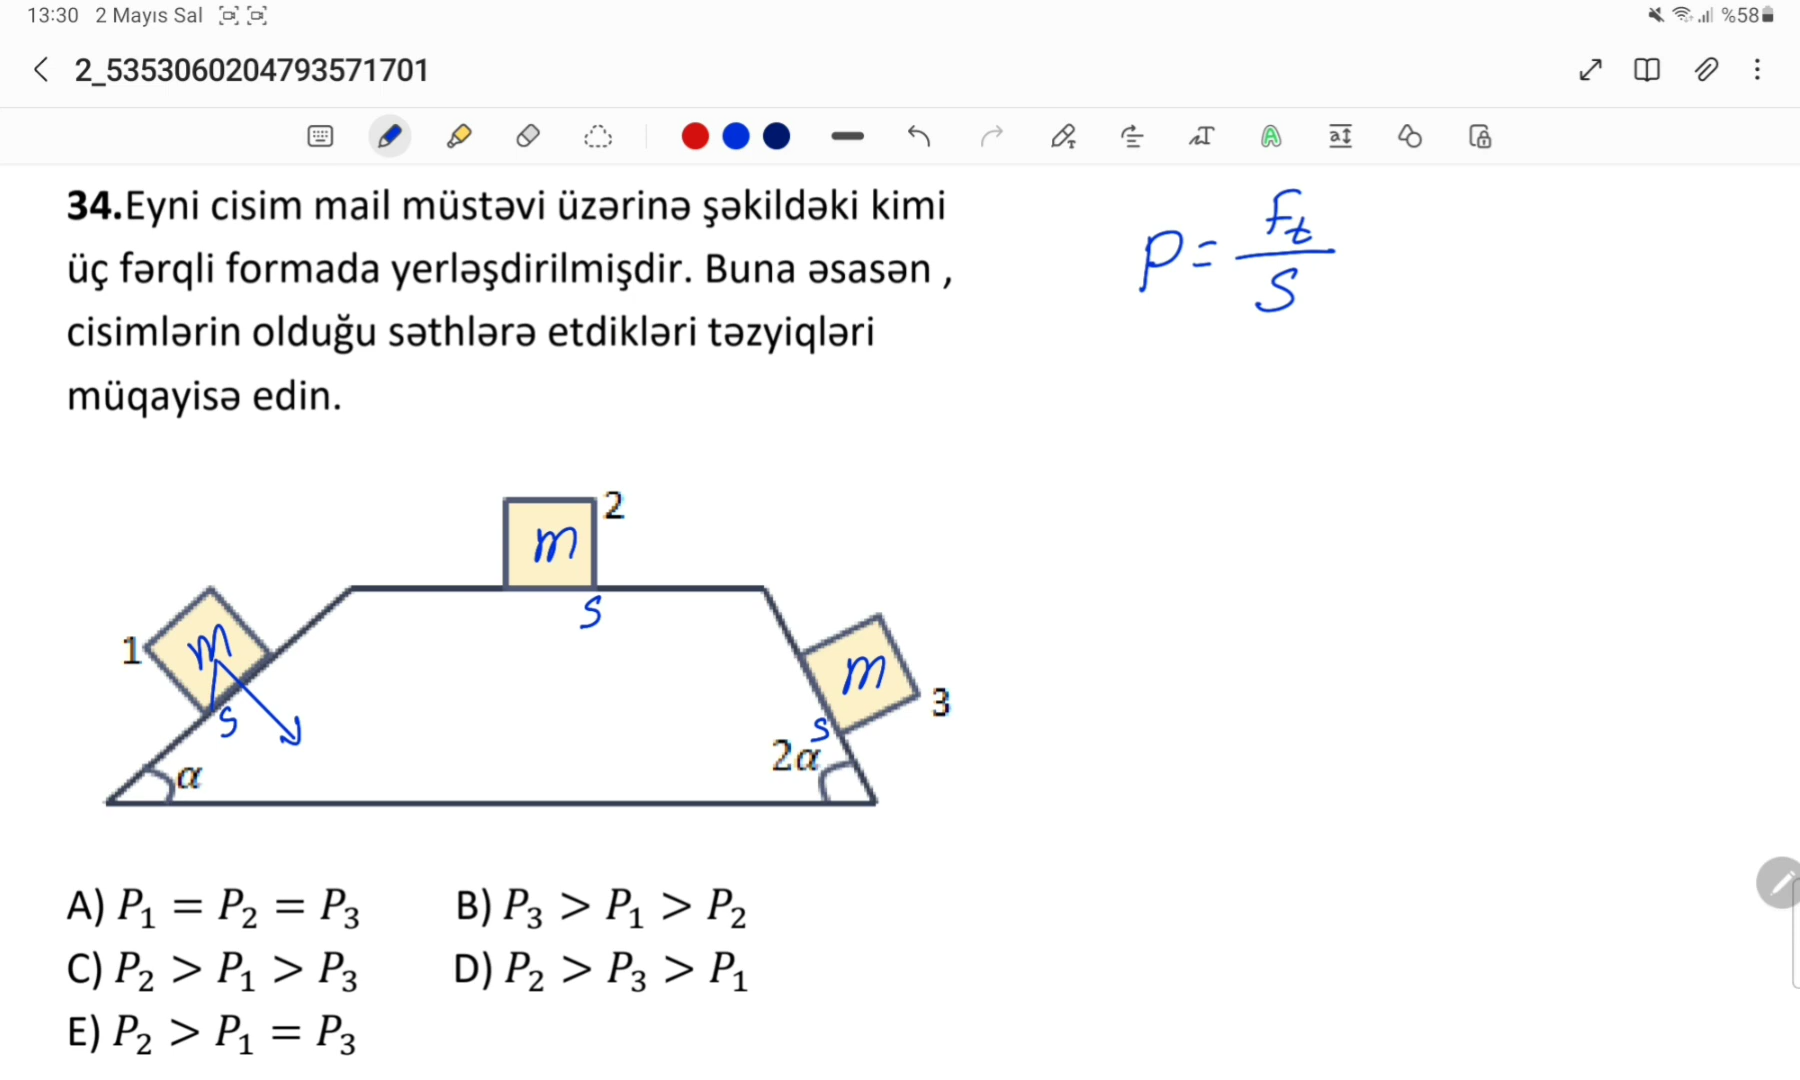 13:30 2 Mayıs Sal %58
2_5353060204793571701
34.Eyni cisim mail müstəvi üzərinə şəkildəki kimi
üç fərqli formada yerləşdirilmişdir. Buna əsasən ,
cisimlərin olduğu səthlərə etdikləri təzyiqləri
müqayisə edin.
P = Ft / S
2
m
S
1
m
S
α
m
3
S
2α
A) P₁ = P₂ = P₃ B) P₃ > P₁ > P₂
C) P₂ > P₁ > P₃ D) P₂ > P₃ > P₁
E) P₂ > P₁ = P₃